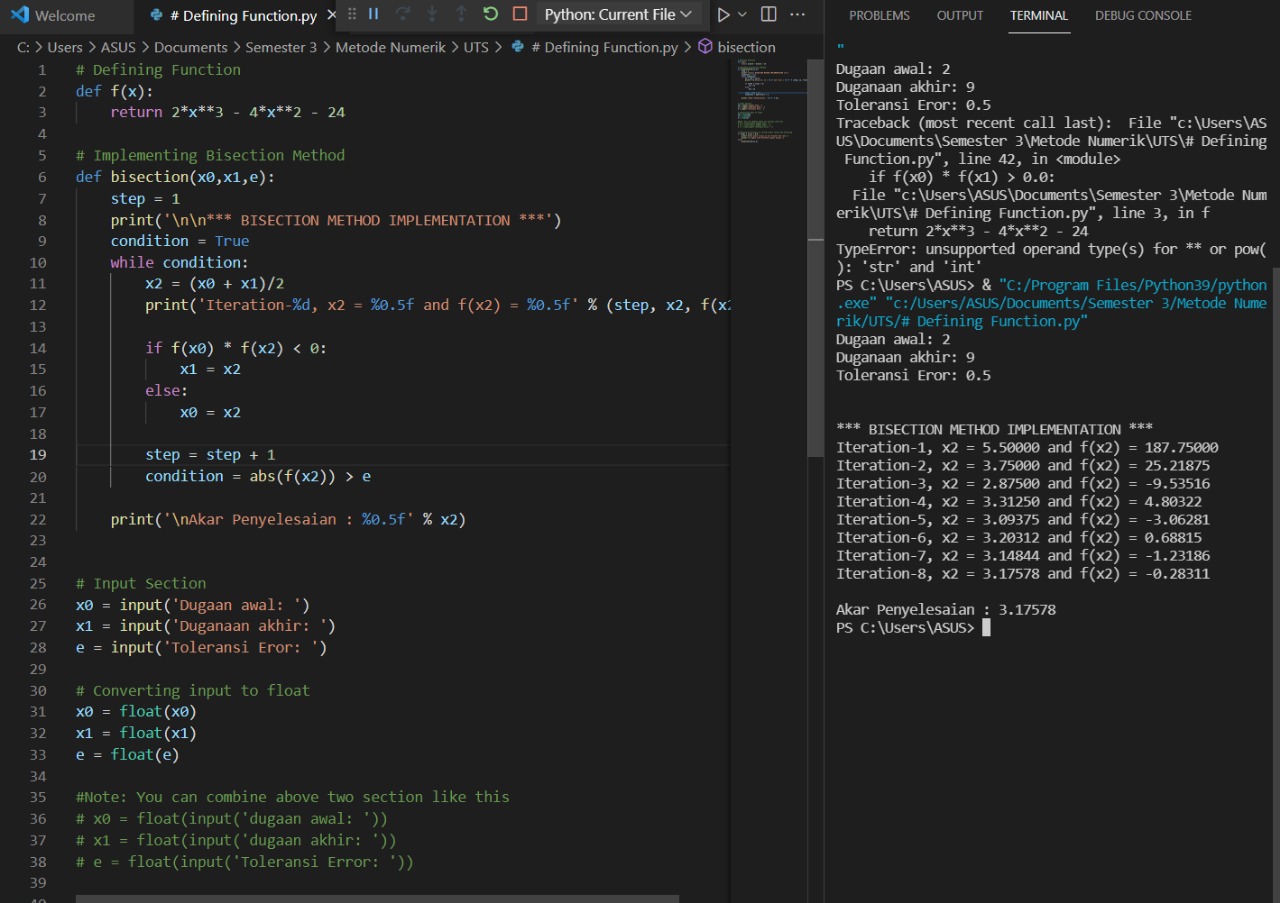 Welcome
# Defining Function.py
Python: Current File
C: > Users > ASUS > Documents > Semester 3 > Metode Numerik > UTS > # Defining Function.py > bisection
1 # Defining Function
2 def f(x):
3 return 2*x**3 - 4*x**2 - 24
4
5 # Implementing Bisection Method
6 def bisection(x0,x1,e):
7 step = 1
8 print('\n\n*** BISECTION METHOD IMPLEMENTATION ***')
9 condition = True
10 while condition:
11 x2 = (x0 + x1)/2
12 print('Iteration-%d, x2 = %0.5f and f(x2) = %0.5f' % (step, x2, f(x2
13
14 if f(x0) * f(x2) < 0:
15 x1 = x2
16 else:
17 x0 = x2
18
19 step = step + 1
20 condition = abs(f(x2)) > e
21
22 print('\nAkar Penyelesaian : %0.5f' % x2)
23
24
25 # Input Section
26 x0 = input('Dugaan awal: ')
27 x1 = input('Duganaan akhir: ')
28 e = input('Toleransi Eror: ')
29
30 # Converting input to float
31 x0 = float(x0)
32 x1 = float(x1)
33 e = float(e)
34
35 #Note: You can combine above two section like this
36 # x0 = float(input('dugaan awal: '))
37 # x1 = float(input('dugaan akhir: '))
38 # e = float(input('Toleransi Error: '))
39
40
PROBLEMS OUTPUT TERMINAL DEBUG CONSOLE
"
Dugaan awal: 2
Duganaan akhir: 9
Toleransi Eror: 0.5
Traceback (most recent call last): File "c:\Users\AS
US\Documents\Semester 3\Metode Numerik\UTS\# Defining
Function.py", line 42, in <module>
if f(x0) * f(x1) > 0.0:
File "c:\Users\ASUS\Documents\Semester 3\Metode Num
erik\UTS\# Defining Function.py", line 3, in f
return 2*x**3 - 4*x**2 - 24
TypeError: unsupported operand type(s) for ** or pow(
): 'str' and 'int'
PS C:\Users\ASUS> & "C:/Program Files/Python39/python
.exe" "c:/Users/ASUS/Documents/Semester 3/Metode Nume
rik/UTS/# Defining Function.py"
Dugaan awal: 2
Duganaan akhir: 9
Toleransi Eror: 0.5
*** BISECTION METHOD IMPLEMENTATION ***
Iteration-1, x2 = 5.50000 and f(x2) = 187.75000
Iteration-2, x2 = 3.75000 and f(x2) = 25.21875
Iteration-3, x2 = 2.87500 and f(x2) = -9.53516
Iteration-4, x2 = 3.31250 and f(x2) = 4.80322
Iteration-5, x2 = 3.09375 and f(x2) = -3.06281
Iteration-6, x2 = 3.20312 and f(x2) = 0.68815
Iteration-7, x2 = 3.14844 and f(x2) = -1.23186
Iteration-8, x2 = 3.17578 and f(x2) = -0.28311
Akar Penyelesaian : 3.17578
PS C:\Users\ASUS>